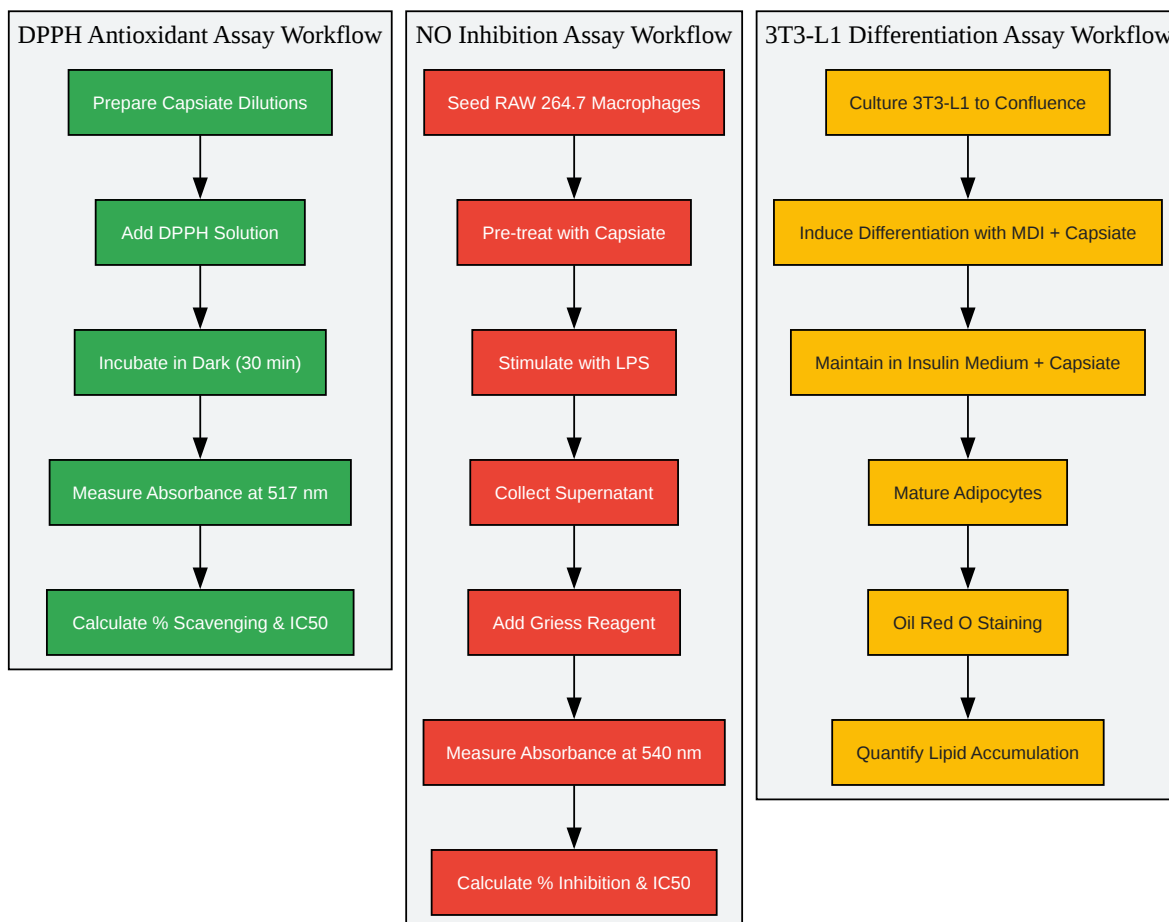 DPPH Antioxidant Assay Workflow
Prepare Capsiate Dilutions
Add DPPH Solution
Incubate in Dark (30 min)
Measure Absorbance at 517 nm
Calculate % Scavenging & IC50
NO Inhibition Assay Workflow
Seed RAW 264.7 Macrophages
Pre-treat with Capsiate
Stimulate with LPS
Collect Supernatant
Add Griess Reagent
Measure Absorbance at 540 nm
Calculate % Inhibition & IC50
3T3-L1 Differentiation Assay Workflow
Culture 3T3-L1 to Confluence
Induce Differentiation with MDI + Capsiate
Maintain in Insulin Medium + Capsiate
Mature Adipocytes
Oil Red O Staining
Quantify Lipid Accumulation